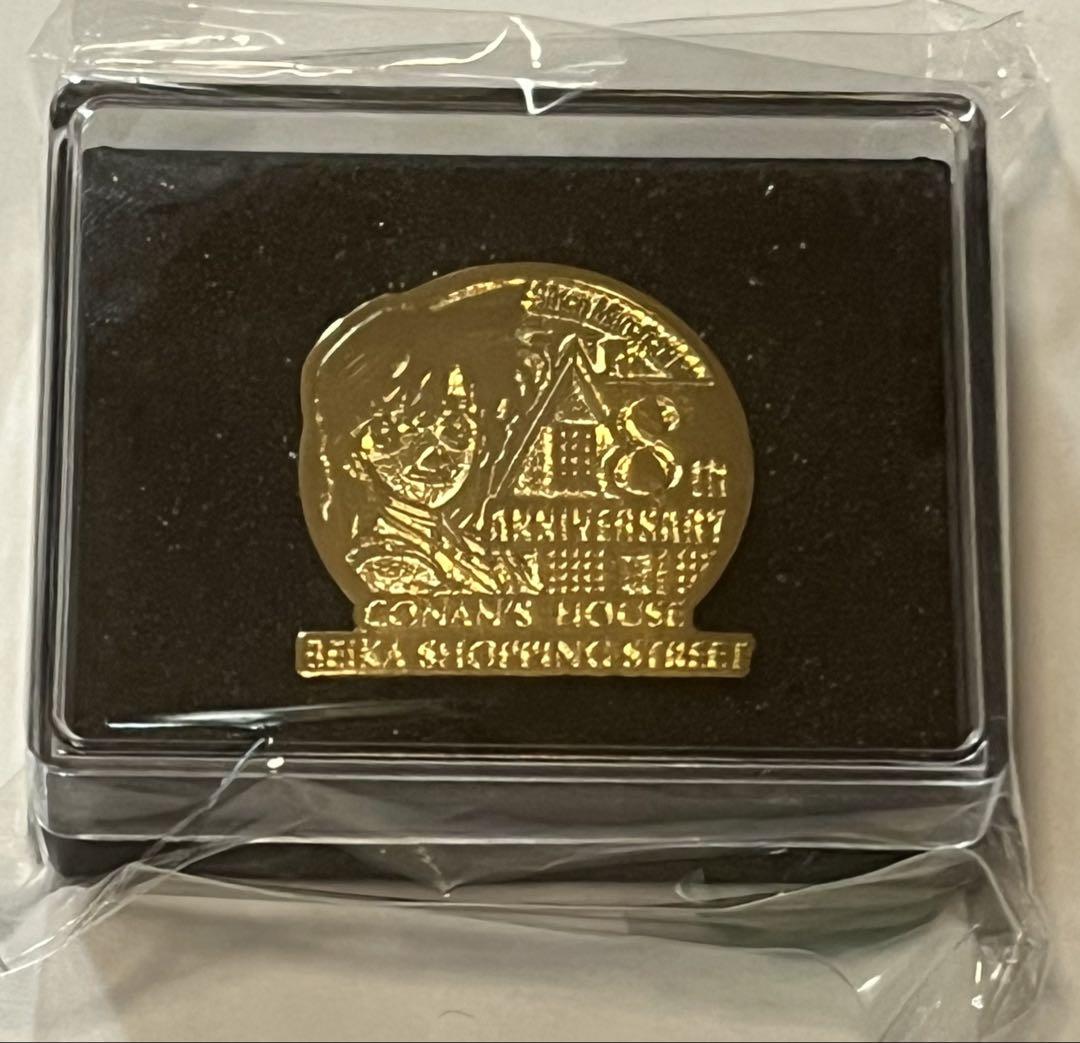 8TH
ANNIVERSARY
CONAN'S HOUSE
BEIKA SHOPPING STREET